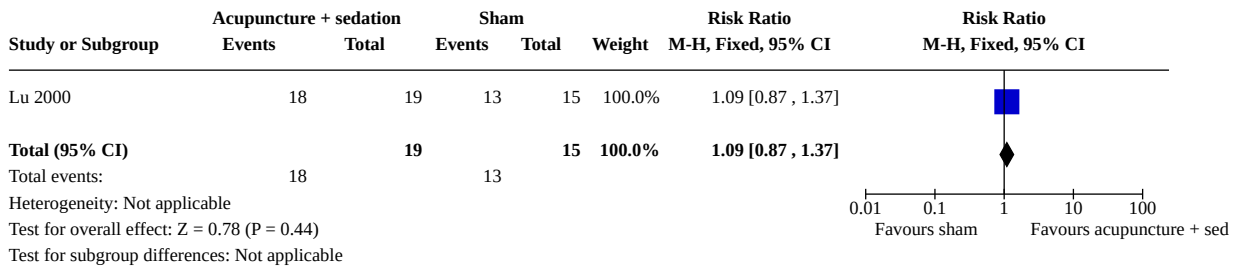 Acupuncture + sedation Sham Risk Ratio Risk Ratio
Study or Subgroup Events Total Events Total Weight M-H, Fixed, 95% CI M-H, Fixed, 95% CI
Lu 2000 18 19 13 15 100.0% 1.09 [0.87 , 1.37]
Total (95% CI) 19 15 100.0% 1.09 [0.87 , 1.37]
Total events: 18 13
Heterogeneity: Not applicable
0.01 0.1 1 10 100
Test for overall effect: Z = 0.78 (P = 0.44)
Favours sham Favours acupuncture + sed
Test for subgroup differences: Not applicable